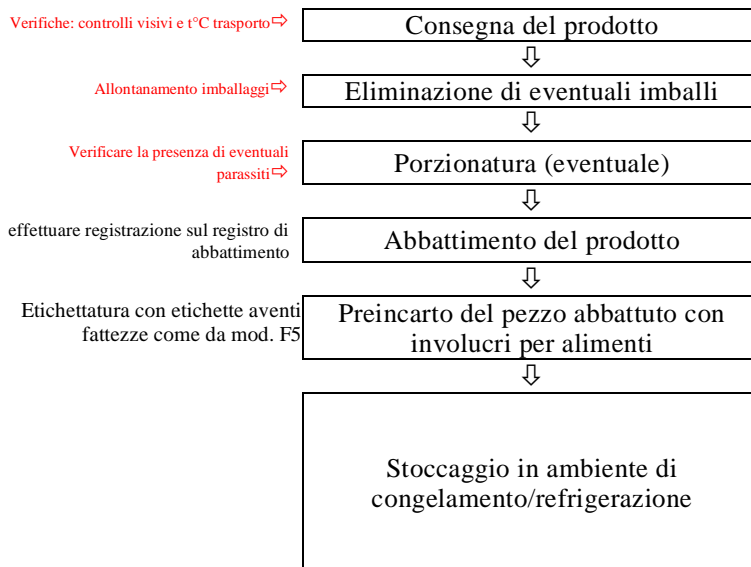 Verifiche: controlli visivi e t°C trasporto⇨
Consegna del prodotto
⇩
Allontanamento imballaggi⇨
Eliminazione di eventuali imballi
⇩
Verificare la presenza di eventuali
parassiti⇨
Porzionatura (eventuale)
⇩
effettuare registrazione sul registro di
abbattimento
Abbattimento del prodotto
⇩
Etichettatura con etichette aventi
fattezze come da mod. F5
Preincarto del pezzo abbattuto con
involucri per alimenti
⇩
Stoccaggio in ambiente di
congelamento/refrigerazione